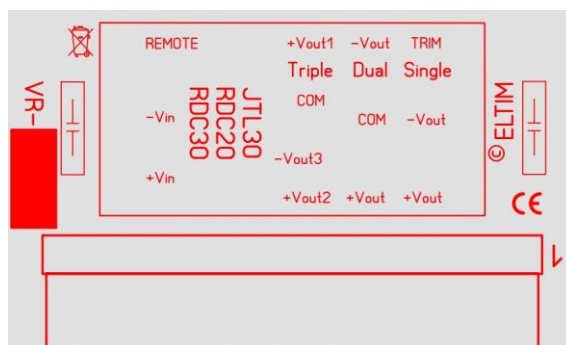 REMOTE
+Vout1 -Vout TRIM
Triple Dual Single
COM
-Vin
COM -Vout
-Vout3
+Vin
+Vout2 +Vout +Vout
JTL30
RDC20
RDC30
VR-
© ELTIM
CE
1